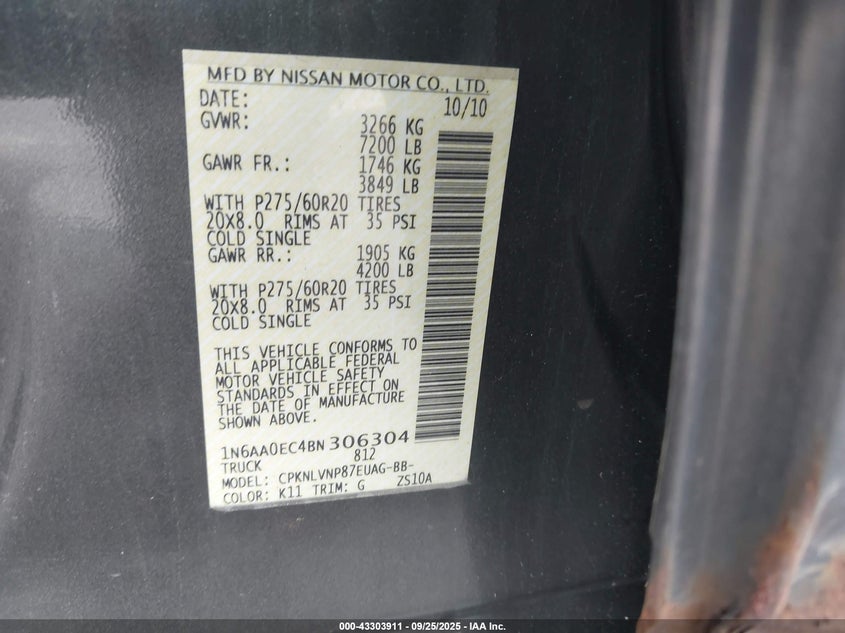 MFD BY NISSAN MOTOR CO., LTD.
DATE: 10/10
GVWR: 3266 KG
7200 LB
GAWR FR.: 1746 KG
3849 LB
WITH P275/60R20 TIRES
20X8.0 RIMS AT 35 PSI
COLD SINGLE
GAWR RR.: 1905 KG
4200 LB
WITH P275/60R20 TIRES
20X8.0 RIMS AT 35 PSI
COLD SINGLE
THIS VEHICLE CONFORMS TO
ALL APPLICABLE FEDERAL
MOTOR VEHICLE SAFETY
STANDARDS IN EFFECT ON
THE DATE OF MANUFACTURE
SHOWN ABOVE.
1N6AA0EC4BN306304
TRUCK 812
MODEL: CPKNLVNP87EUAG-BB-
COLOR: K11 TRIM: G ZS10A
000-43303911 - 09/25/2025 - IAA Inc.